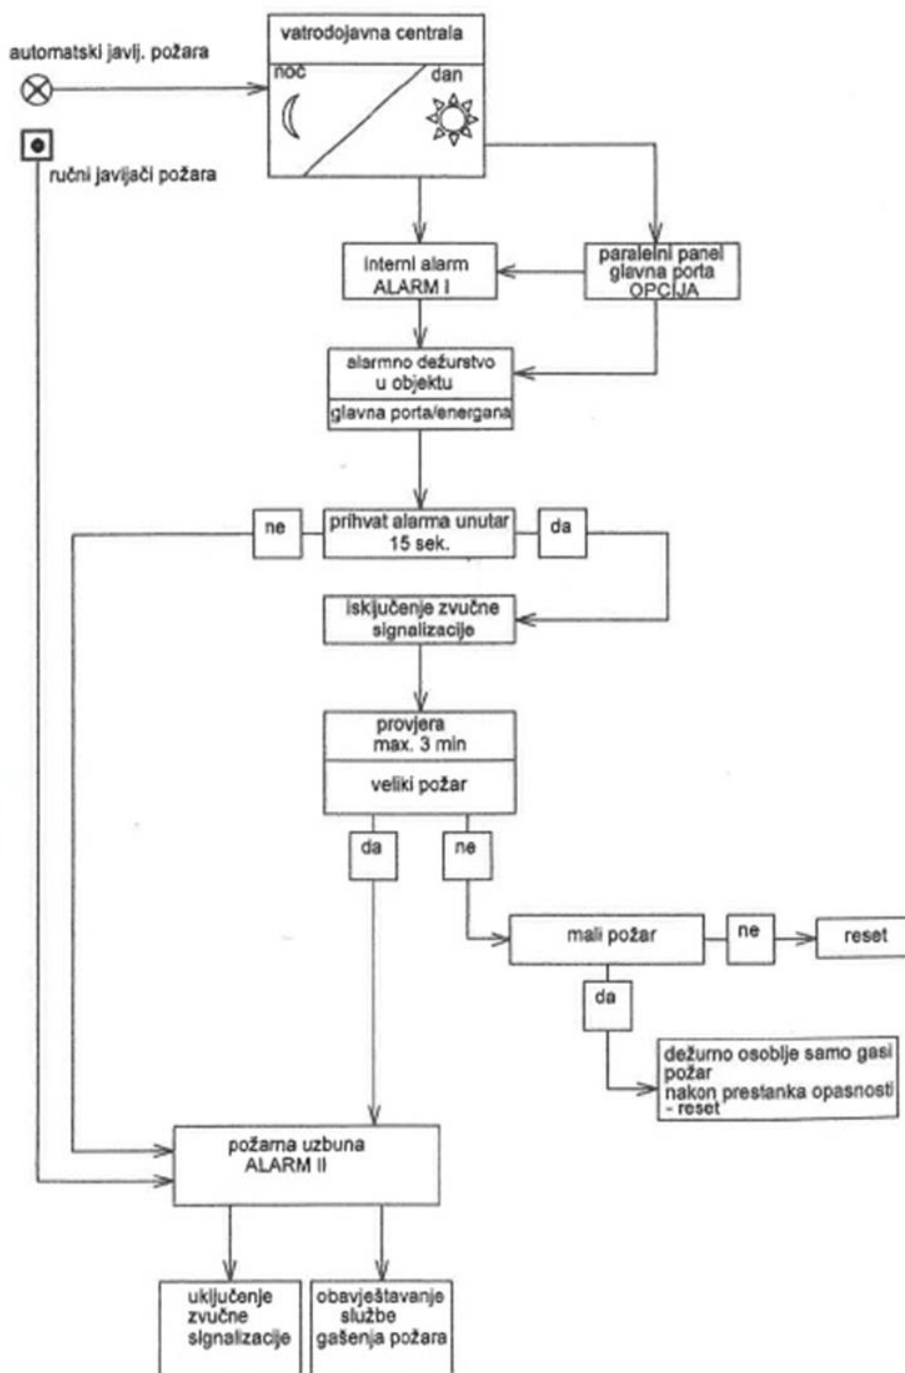 vatrodojavna centrala
automatski javlj. požara
noć
dan
ručni javljači požara
interni alarm
ALARM I
paralelni panel
glavna porta
OPCIJA
alarmno dežurstvo
u objektu
glavna porta/energana
ne
prihvat alarma unutar
15 sek.
da
isključenje zvučne
signalizacije
provjera
max. 3 min
veliki požar
da
ne
mali požar
ne
reset
da
dežurno osoblje samo gasi
požar
nakon prestanka opasnosti
- reset
požarna uzbuna
ALARM II
uključenje
zvučne
signalizacije
obavještavanje
službe
gašenja požara